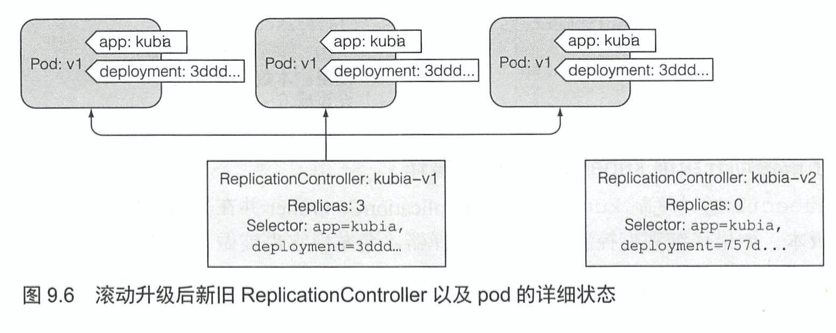 app: kubia
app: kubia
app: kubia
Pod: v1
Pod: v1
Pod: v1
deployment: 3ddd...
deployment: 3ddd...
deployment: 3ddd...
ReplicationController: kubia-v1
Replicas: 3
Selector: app=kubia,
deployment=3ddd…
ReplicationController: kubia-v2
Replicas: 0
Selector: app=kubia,
deployment=757d...
图 9.6 滚动升级后新旧 ReplicationController 以及 pod 的详细状态